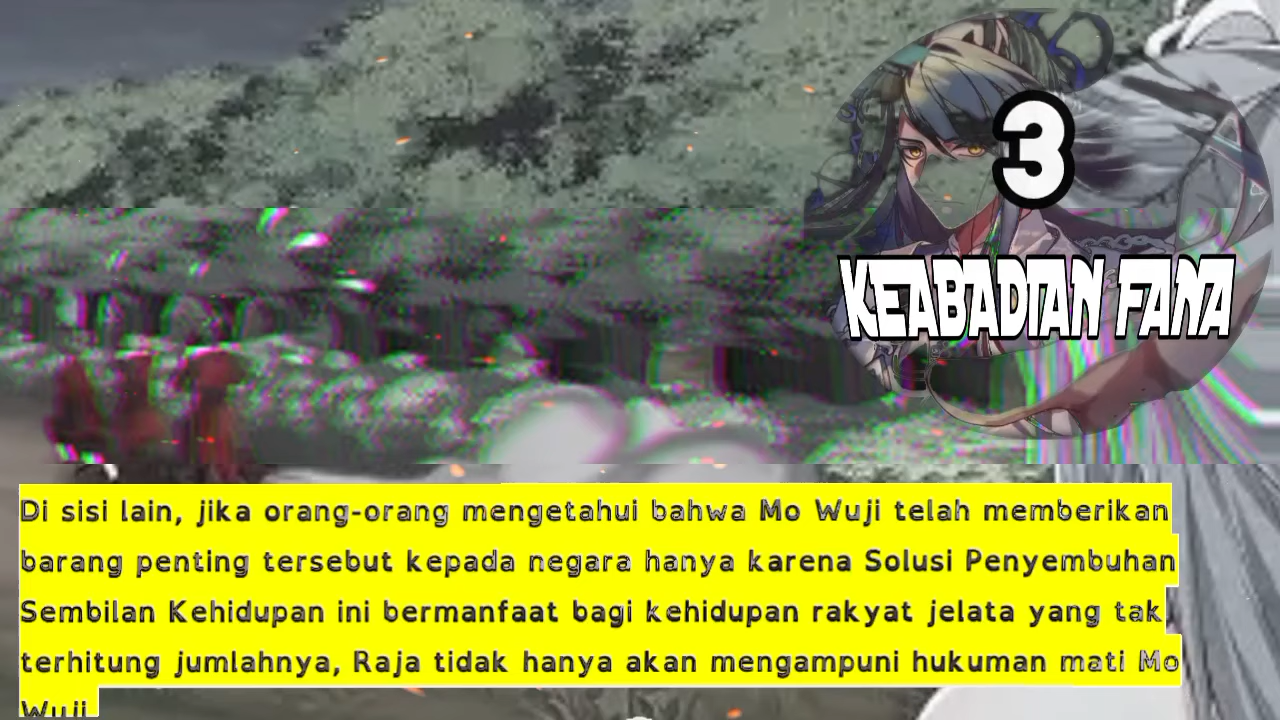 3
KEABADIAN FANA
Di sisi lain, jika orang-orang mengetahui bahwa Mo Wuji telah memberikan
barang penting tersebut kepada negara hanya karena Solusi Penyembuhan
Sembilan Kehidupan ini bermanfaat bagi kehidupan rakyat jelata yang tak
terhitung jumlahnya, Raja tidak hanya akan mengampuni hukuman mati Mo
Wuji